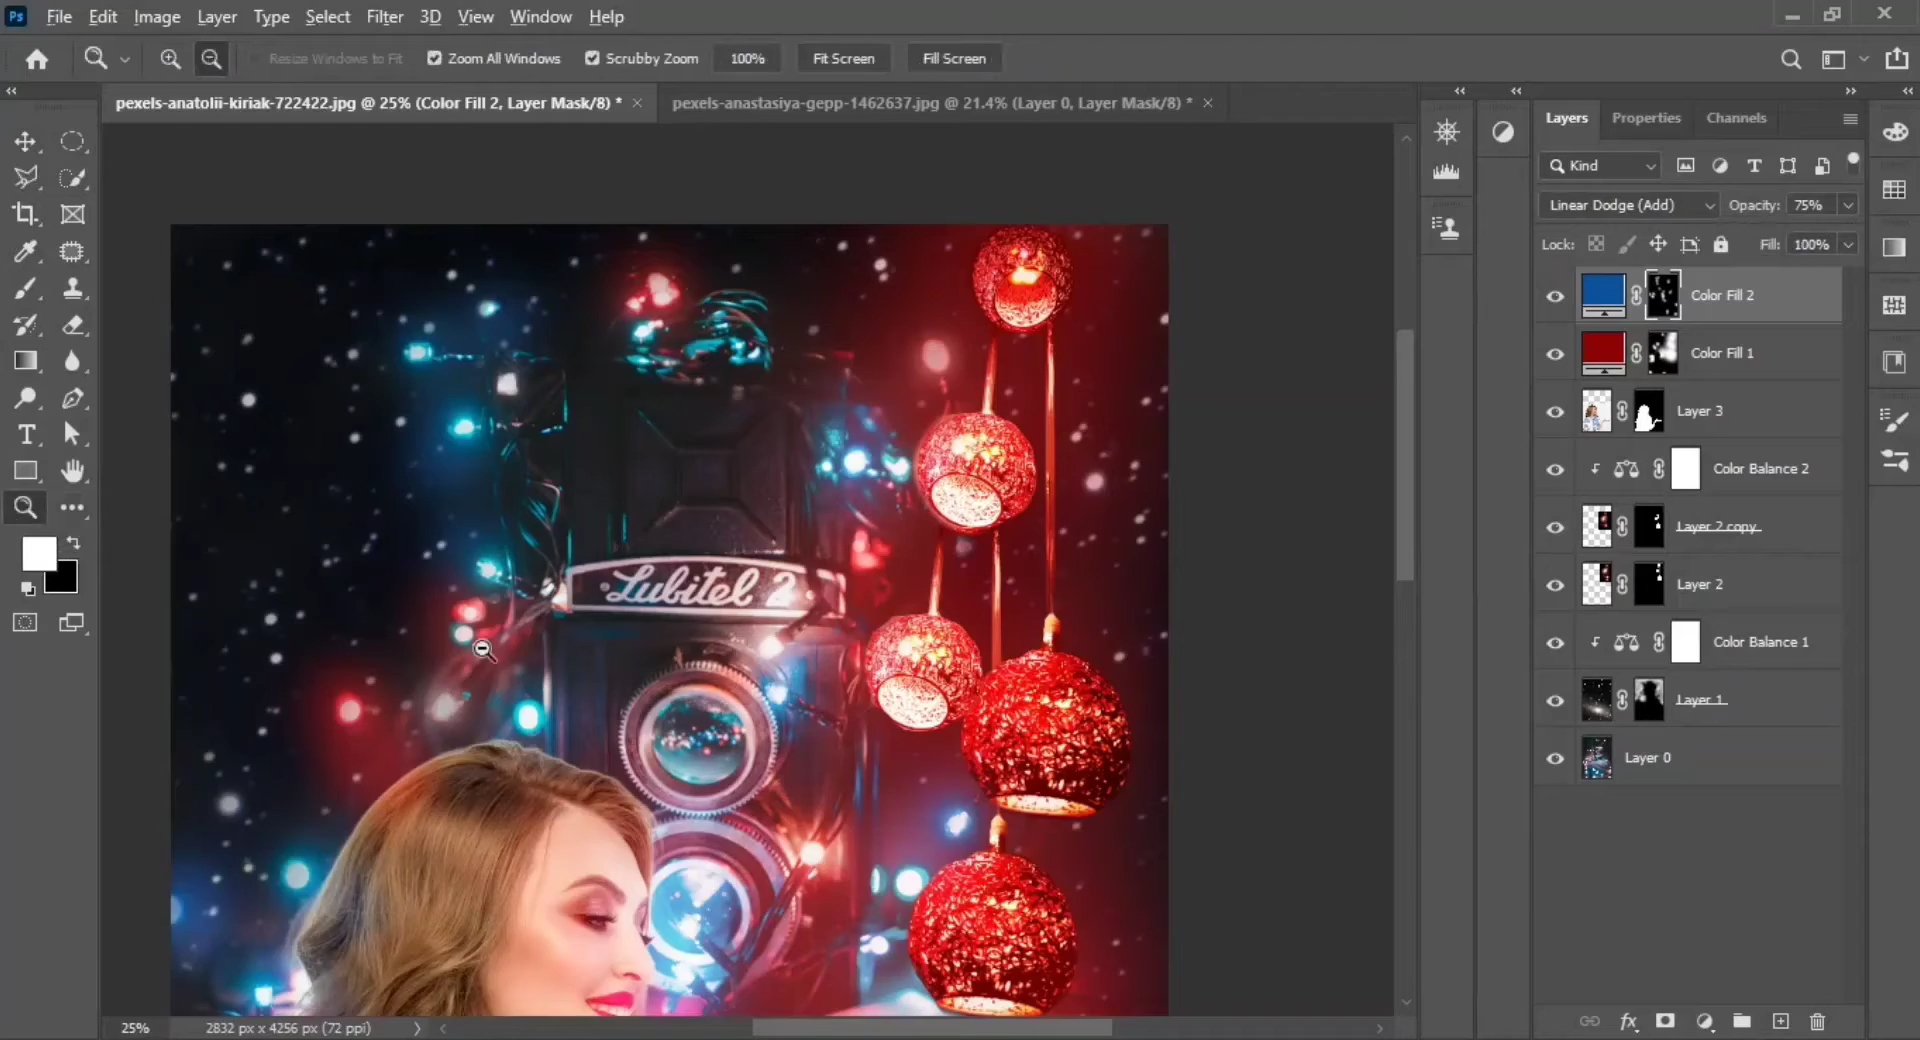 Ps File Edit Image Layer Type Select Filter 3D View Window Help
Resize Windows to Fit Zoom All Windows Scrubby Zoom 100% Fit Screen Fill Screen
pexels-anatolii-kiriak-722422.jpg @ 25% (Color Fill 2, Layer Mask/8) * × pexels-anastasiya-gepp-1462637.jpg @ 21.4% (Layer 0, Layer Mask/8) * ×
Layers Properties Channels
Kind
Linear Dodge (Add) Opacity: 75%
Lock: Fill: 100%
Color Fill 2
Color Fill 1
Layer 3
Color Balance 2
Layer 2 copy
Layer 2
Color Balance 1
Layer 1
Layer 0
Lubitel 2
25% 2832 px x 4256 px (72 ppi)